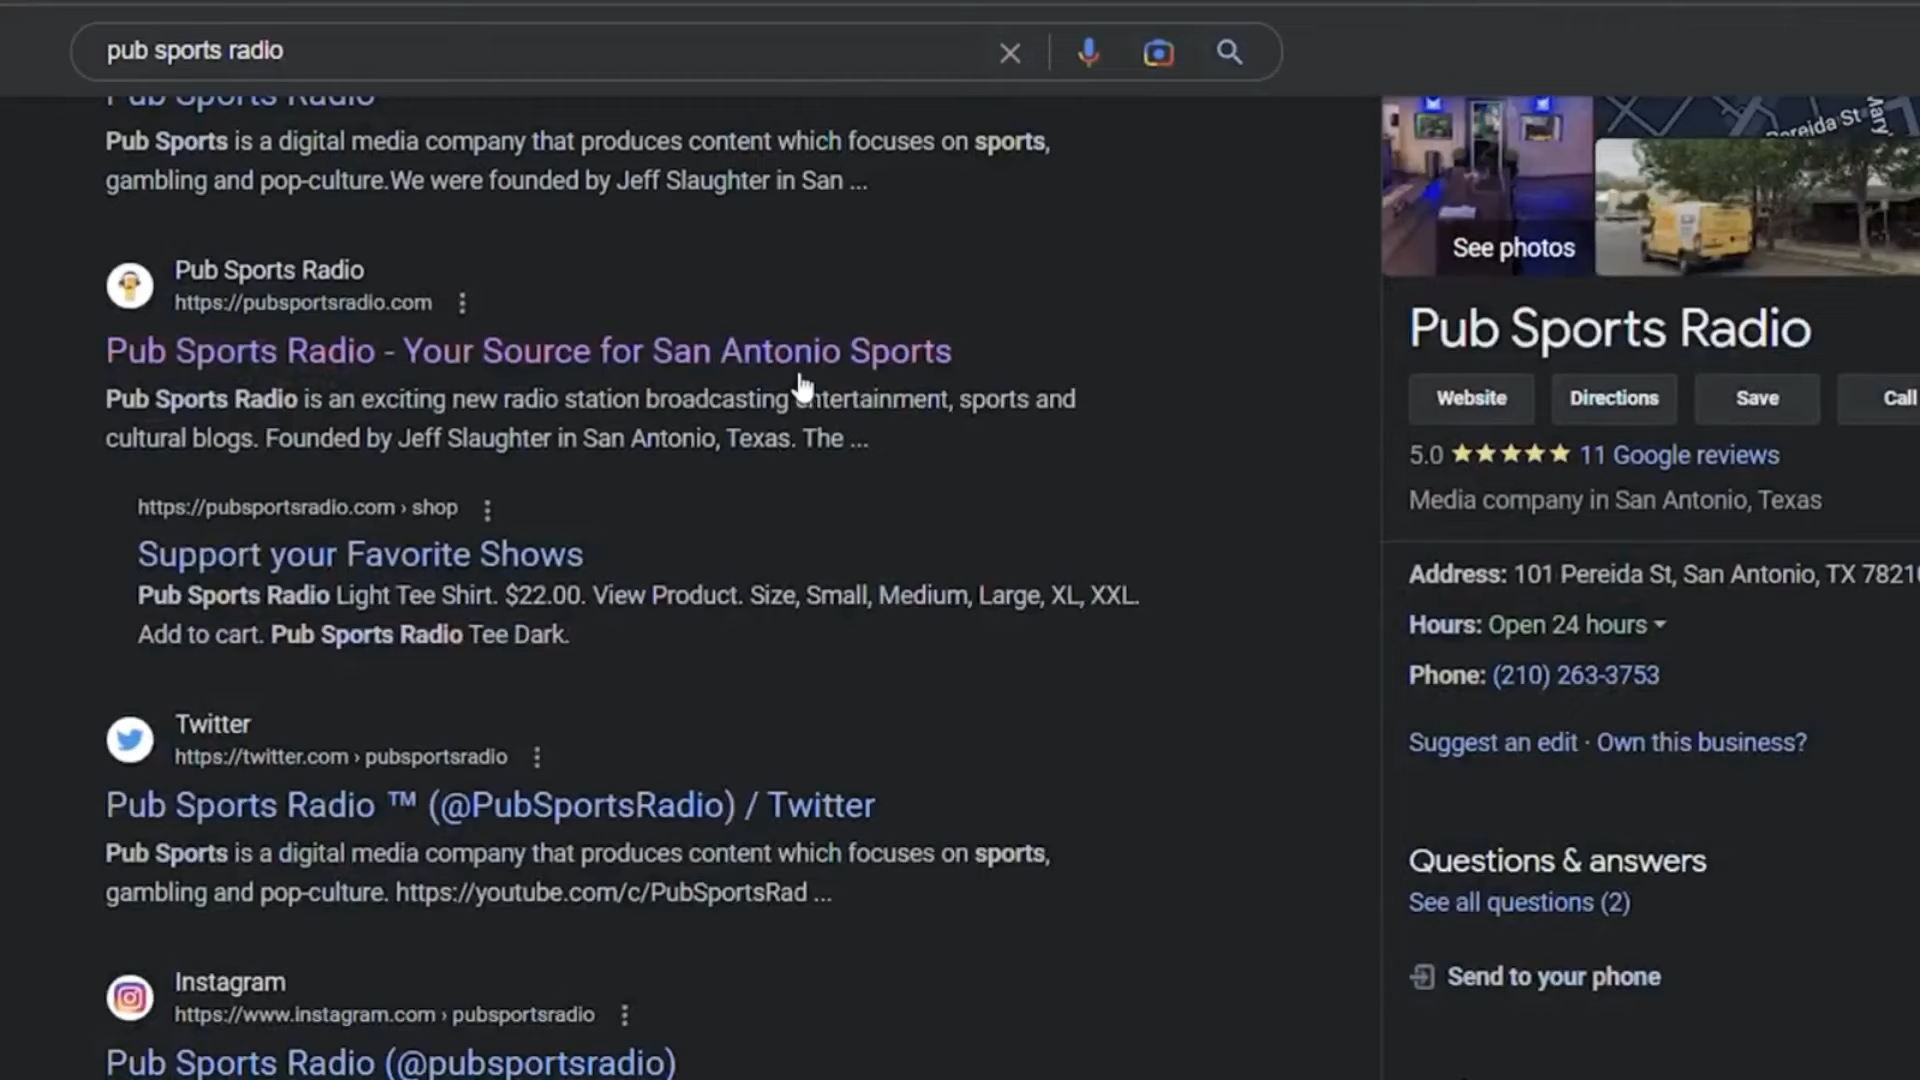 pub sports radio
Pub Sports Radio
Pub Sports is a digital media company that produces content which focuses on sports,
gambling and pop-culture.We were founded by Jeff Slaughter in San ...
Pub Sports Radio
https://pubsportsradio.com
Pub Sports Radio - Your Source for San Antonio Sports
Pub Sports Radio is an exciting new radio station broadcasting entertainment, sports and
cultural blogs. Founded by Jeff Slaughter in San Antonio, Texas. The ...
https://pubsportsradio.com › shop
Support your Favorite Shows
Pub Sports Radio Light Tee Shirt. $22.00. View Product. Size, Small, Medium, Large, XL, XXL.
Add to cart. Pub Sports Radio Tee Dark.
Twitter
https://twitter.com › pubsportsradio
Pub Sports Radio ™ (@PubSportsRadio) / Twitter
Pub Sports is a digital media company that produces content which focuses on sports,
gambling and pop-culture. https://youtube.com/c/PubSportsRad ...
Instagram
https://www.instagram.com › pubsportsradio
Pub Sports Radio (@pubsportsradio)
See photos
Pereida St
Mary
Pub Sports Radio
Website Directions Save Call
5.0 ★★★★★ 11 Google reviews
Media company in San Antonio, Texas
Address: 101 Pereida St, San Antonio, TX 78210
Hours: Open 24 hours
Phone: (210) 263-3753
Suggest an edit · Own this business?
Questions & answers
See all questions (2)
Send to your phone